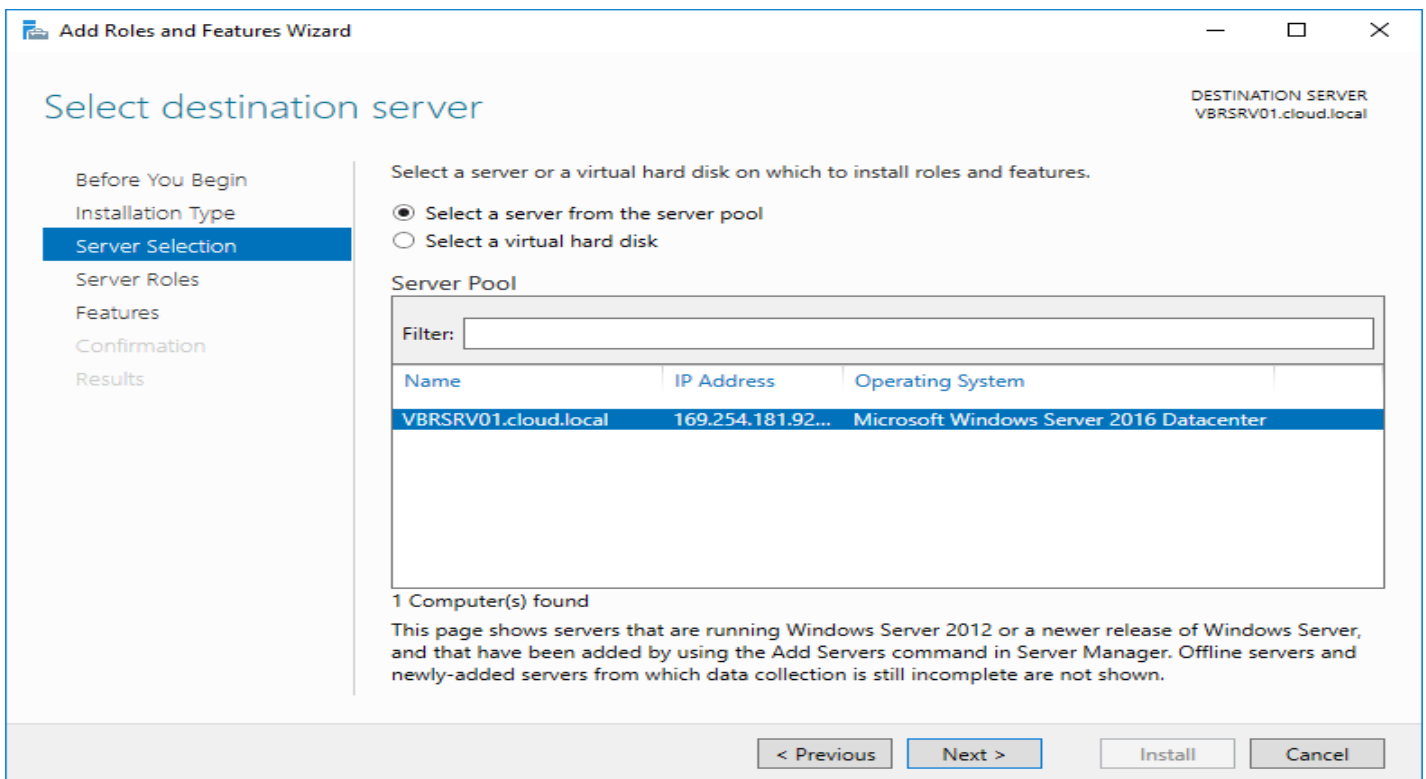 Add Roles and Features Wizard
Select destination server
DESTINATION SERVER
VBRSRV01.cloud.local
Before You Begin
Installation Type
Server Selection
Server Roles
Features
Confirmation
Results
Select a server or a virtual hard disk on which to install roles and features.
Select a server from the server pool
Select a virtual hard disk
Server Pool
Filter:
Name IP Address Operating System
VBRSRV01.cloud.local 169.254.181.92... Microsoft Windows Server 2016 Datacenter
1 Computer(s) found
This page shows servers that are running Windows Server 2012 or a newer release of Windows Server,
and that have been added by using the Add Servers command in Server Manager. Offline servers and
newly-added servers from which data collection is still incomplete are not shown.
< Previous Next > Install Cancel